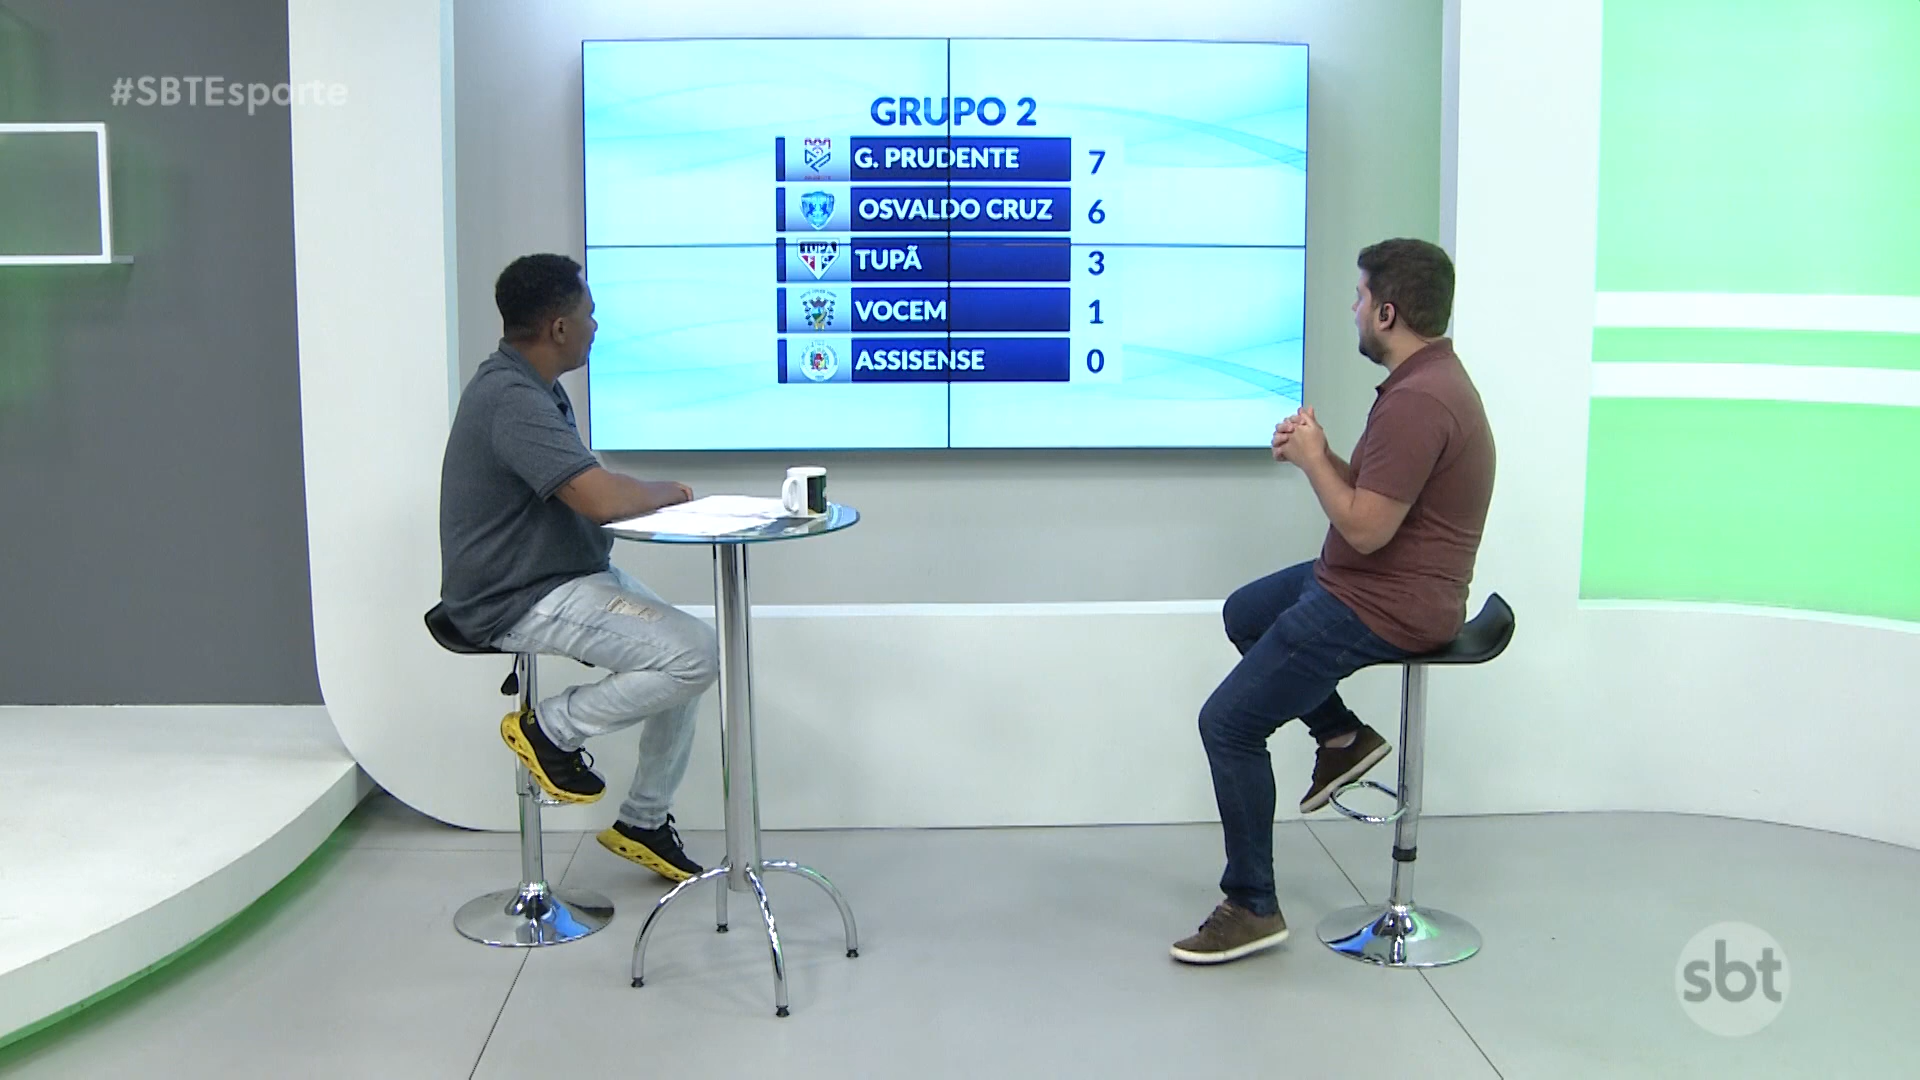 #SBTEsporte
GRUPO 2
G. PRUDENTE 7
OSVALDO CRUZ 6
TUPÃ 3
VOCEM 1
ASSISENSE 0
TUPÃ
sbt